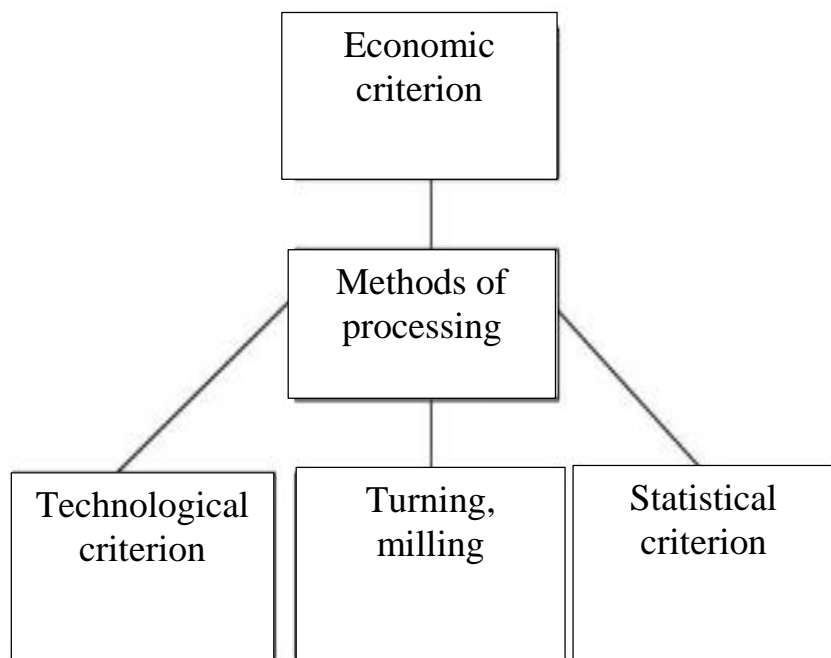 Economic
criterion
Methods of
processing
Technological
criterion
Turning,
milling
Statistical
criterion